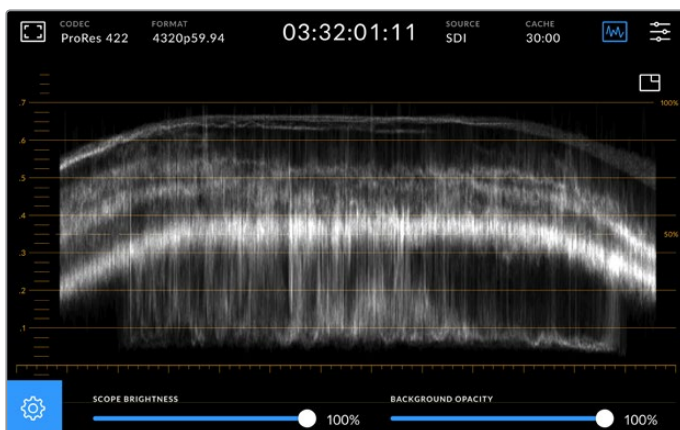 CODEC
ProRes 422
FORMAT
4320p59.94
03:32:01:11
SOURCE
SDI
CACHE
30:00
.7
100%
.6
.5
.4
50%
.3
.2
.1
SCOPE BRIGHTNESS
100%
BACKGROUND OPACITY
100%